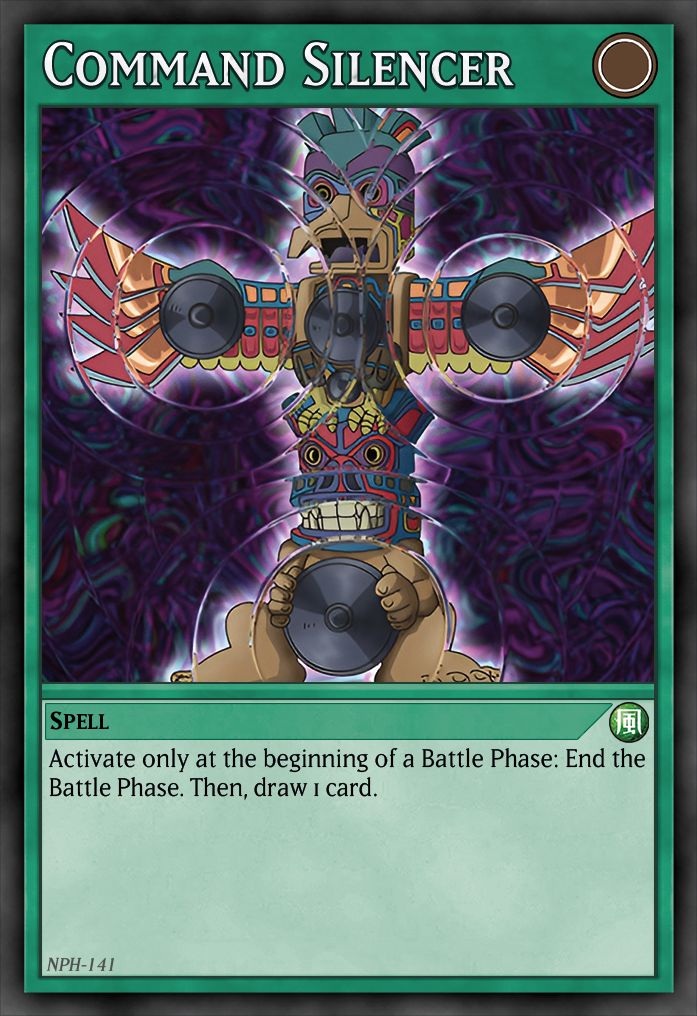 Command Silencer
Spell
風
Activate only at the beginning of a Battle Phase: End the
Battle Phase. Then, draw 1 card.
NPH-141